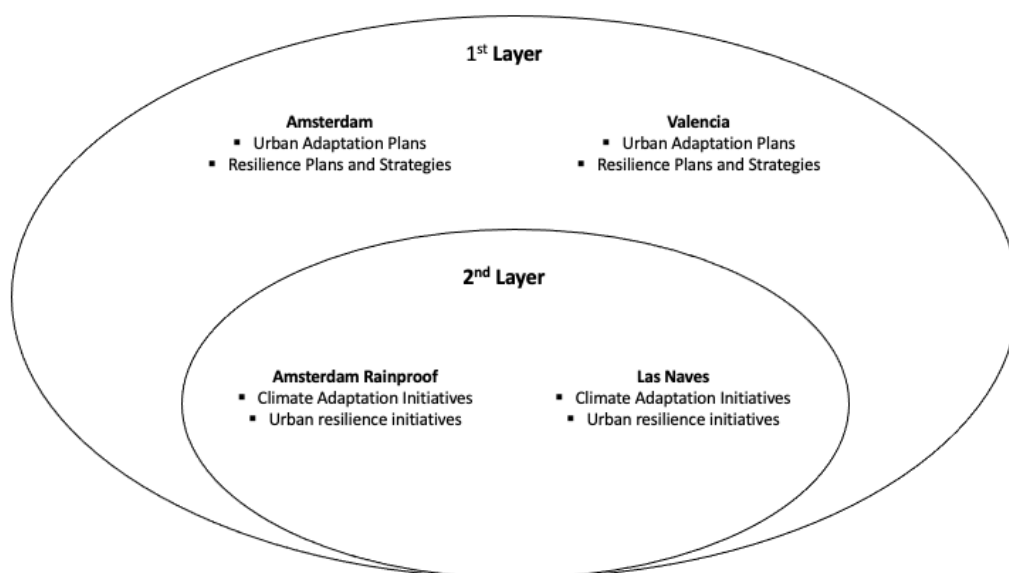 1st Layer
Amsterdam
▪ Urban Adaptation Plans
▪ Resilience Plans and Strategies
Valencia
▪ Urban Adaptation Plans
▪ Resilience Plans and Strategies
2nd Layer
Amsterdam Rainproof
▪ Climate Adaptation Initiatives
▪ Urban resilience initiatives
Las Naves
▪ Climate Adaptation Initiatives
▪ Urban resilience initiatives